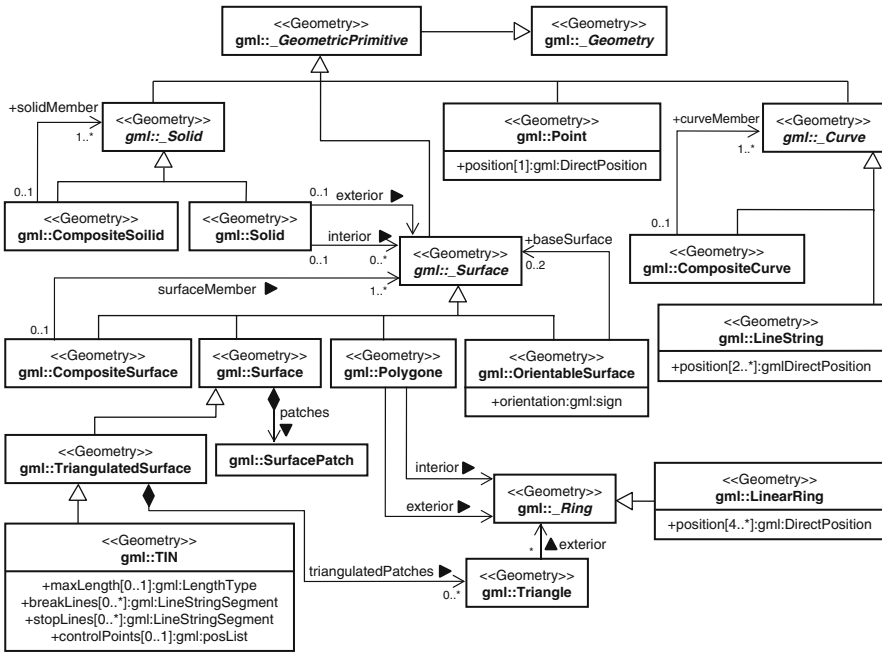 <<Geometry>>
gml::_GeometricPrimitive
<<Geometry>>
gml::_Geometry
+solidMember
1..*
<<Geometry>>
gml::_Solid
<<Geometry>>
gml::Point
+position[1]:gml:DirectPosition
+curveMember
1..*
<<Geometry>>
gml::_Curve
0..1
<<Geometry>>
gml::CompositeSoilid
<<Geometry>>
gml::Solid
0..1
exterior
interior
0..1
0..*
<<Geometry>>
gml::_Surface
+baseSurface
0..2
0..1
<<Geometry>>
gml::CompositeCurve
surfaceMember
1..*
0..1
<<Geometry>>
gml::LineString
+position[2..*]:gmlDirectPosition
<<Geometry>>
gml::CompositeSurface
<<Geometry>>
gml::Surface
<<Geometry>>
gml::Polygone
<<Geometry>>
gml::OrientableSurface
+orientation:gml:sign
patches
gml::SurfacePatch
<<Geometry>>
gml::TriangulatedSurface
interior
exterior
<<Geometry>>
gml::_Ring
<<Geometry>>
gml::LinearRing
+position[4..*]:gml:DirectPosition
*
exterior
<<Geometry>>
gml::TIN
+maxLength[0..1]:gml:LengthType
+breakLines[0..*]:gml:LineStringSegment
+stopLines[0..*]:gml:LineStringSegment
+controlPoints[0..1]:gml:posList
triangulatedPatches
0..*
<<Geometry>>
gml::Triangle